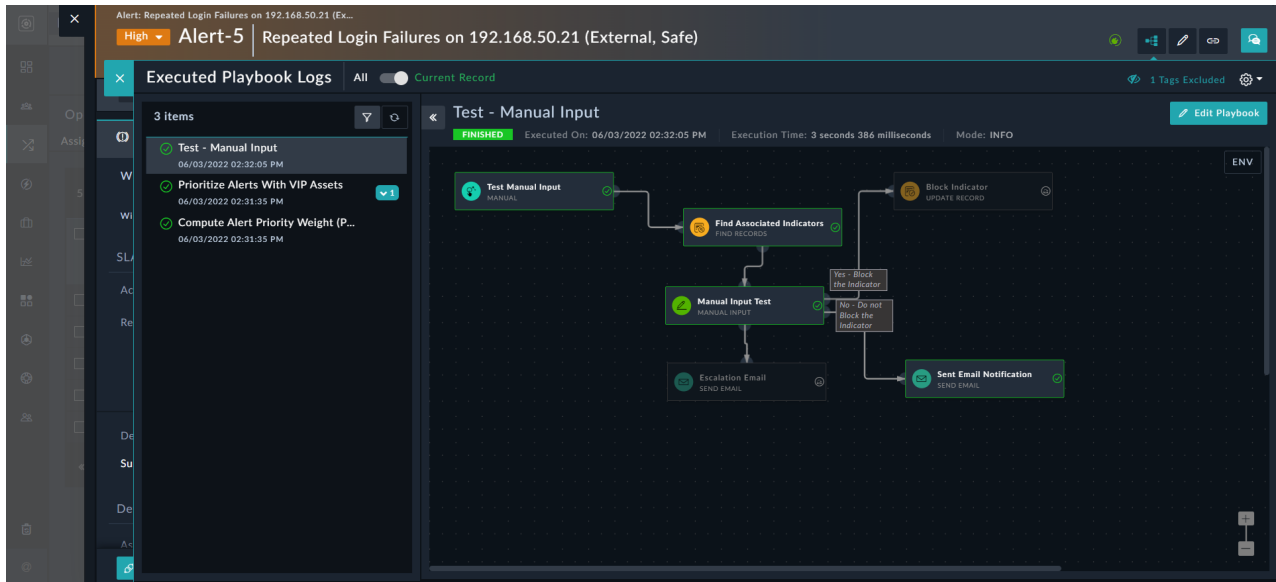 Alert: Repeated Login Failures on 192.168.50.21 (Ex...
High Alert-5 Repeated Login Failures on 192.168.50.21 (External, Safe)
Executed Playbook Logs All Current Record
1 Tags Excluded
Op
Assi
3 items
Test - Manual Input
06/03/2022 02:32:05 PM
Prioritize Alerts With VIP Assets
06/03/2022 02:31:35 PM
1
Compute Alert Priority Weight (P...
06/03/2022 02:31:35 PM
W
Wi
SL
Ac
Re
De
Su
De
As
5
Test - Manual Input
Edit Playbook
FINISHED Executed On: 06/03/2022 02:32:05 PM Execution Time: 3 seconds 386 milliseconds Mode: INFO
ENV
Test Manual Input
MANUAL
Block Indicator
UPDATE RECORD
Find Associated Indicators
FIND RECORDS
Yes - Block
the Indicator
Manual Input Test
MANUAL INPUT
No - Do not
Block the
Indicator
Escalation Email
SEND EMAIL
Sent Email Notification
SEND EMAIL